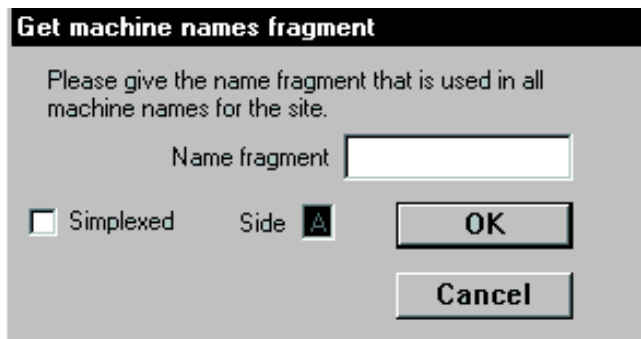 Get machine names fragment
Please give the name fragment that is used in all
machine names for the site.
Name fragment
Simplexed Side A OK
Cancel